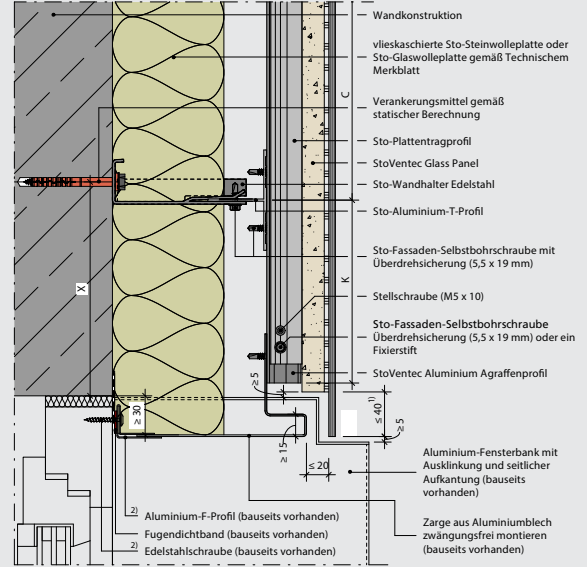 Wandkonstruktion
vlieskaschierte Sto-Steinwolleplatte oder
Sto-Glaswolleplatte gemäß Technischem
Merkblatt
Verankerungsmittel gemäß
statischer Berechnung
Sto-Plattentragprofil
StoVentec Glass Panel
Sto-Wandhalter Edelstahl
Sto-Aluminium-T-Profil
Sto-Fassaden-Selbstbohrschraube mit
Überdrehsicherung (5,5 x 19 mm)
Stellschraube (M5 x 10)
Sto-Fassaden-Selbstbohrschraube
Überdrehsicherung (5,5 x 19 mm) oder ein
Fixierstift
StoVentec Aluminium Agraffenprofil
Aluminium-Fensterbank mit
Ausklinkung und seitlicher
Aufkantung (bauseits
vorhanden)
Zarge aus Aluminiumblech
zwängungsfrei montieren
(bauseits vorhanden)
2) Aluminium-F-Profil (bauseits vorhanden)
Fugendichtband (bauseits vorhanden)
2) Edelstahlschraube (bauseits vorhanden)
C
K
X
≥ 30
≥ 5
≥ 15
≤ 20
≤ 40 1)
≥5